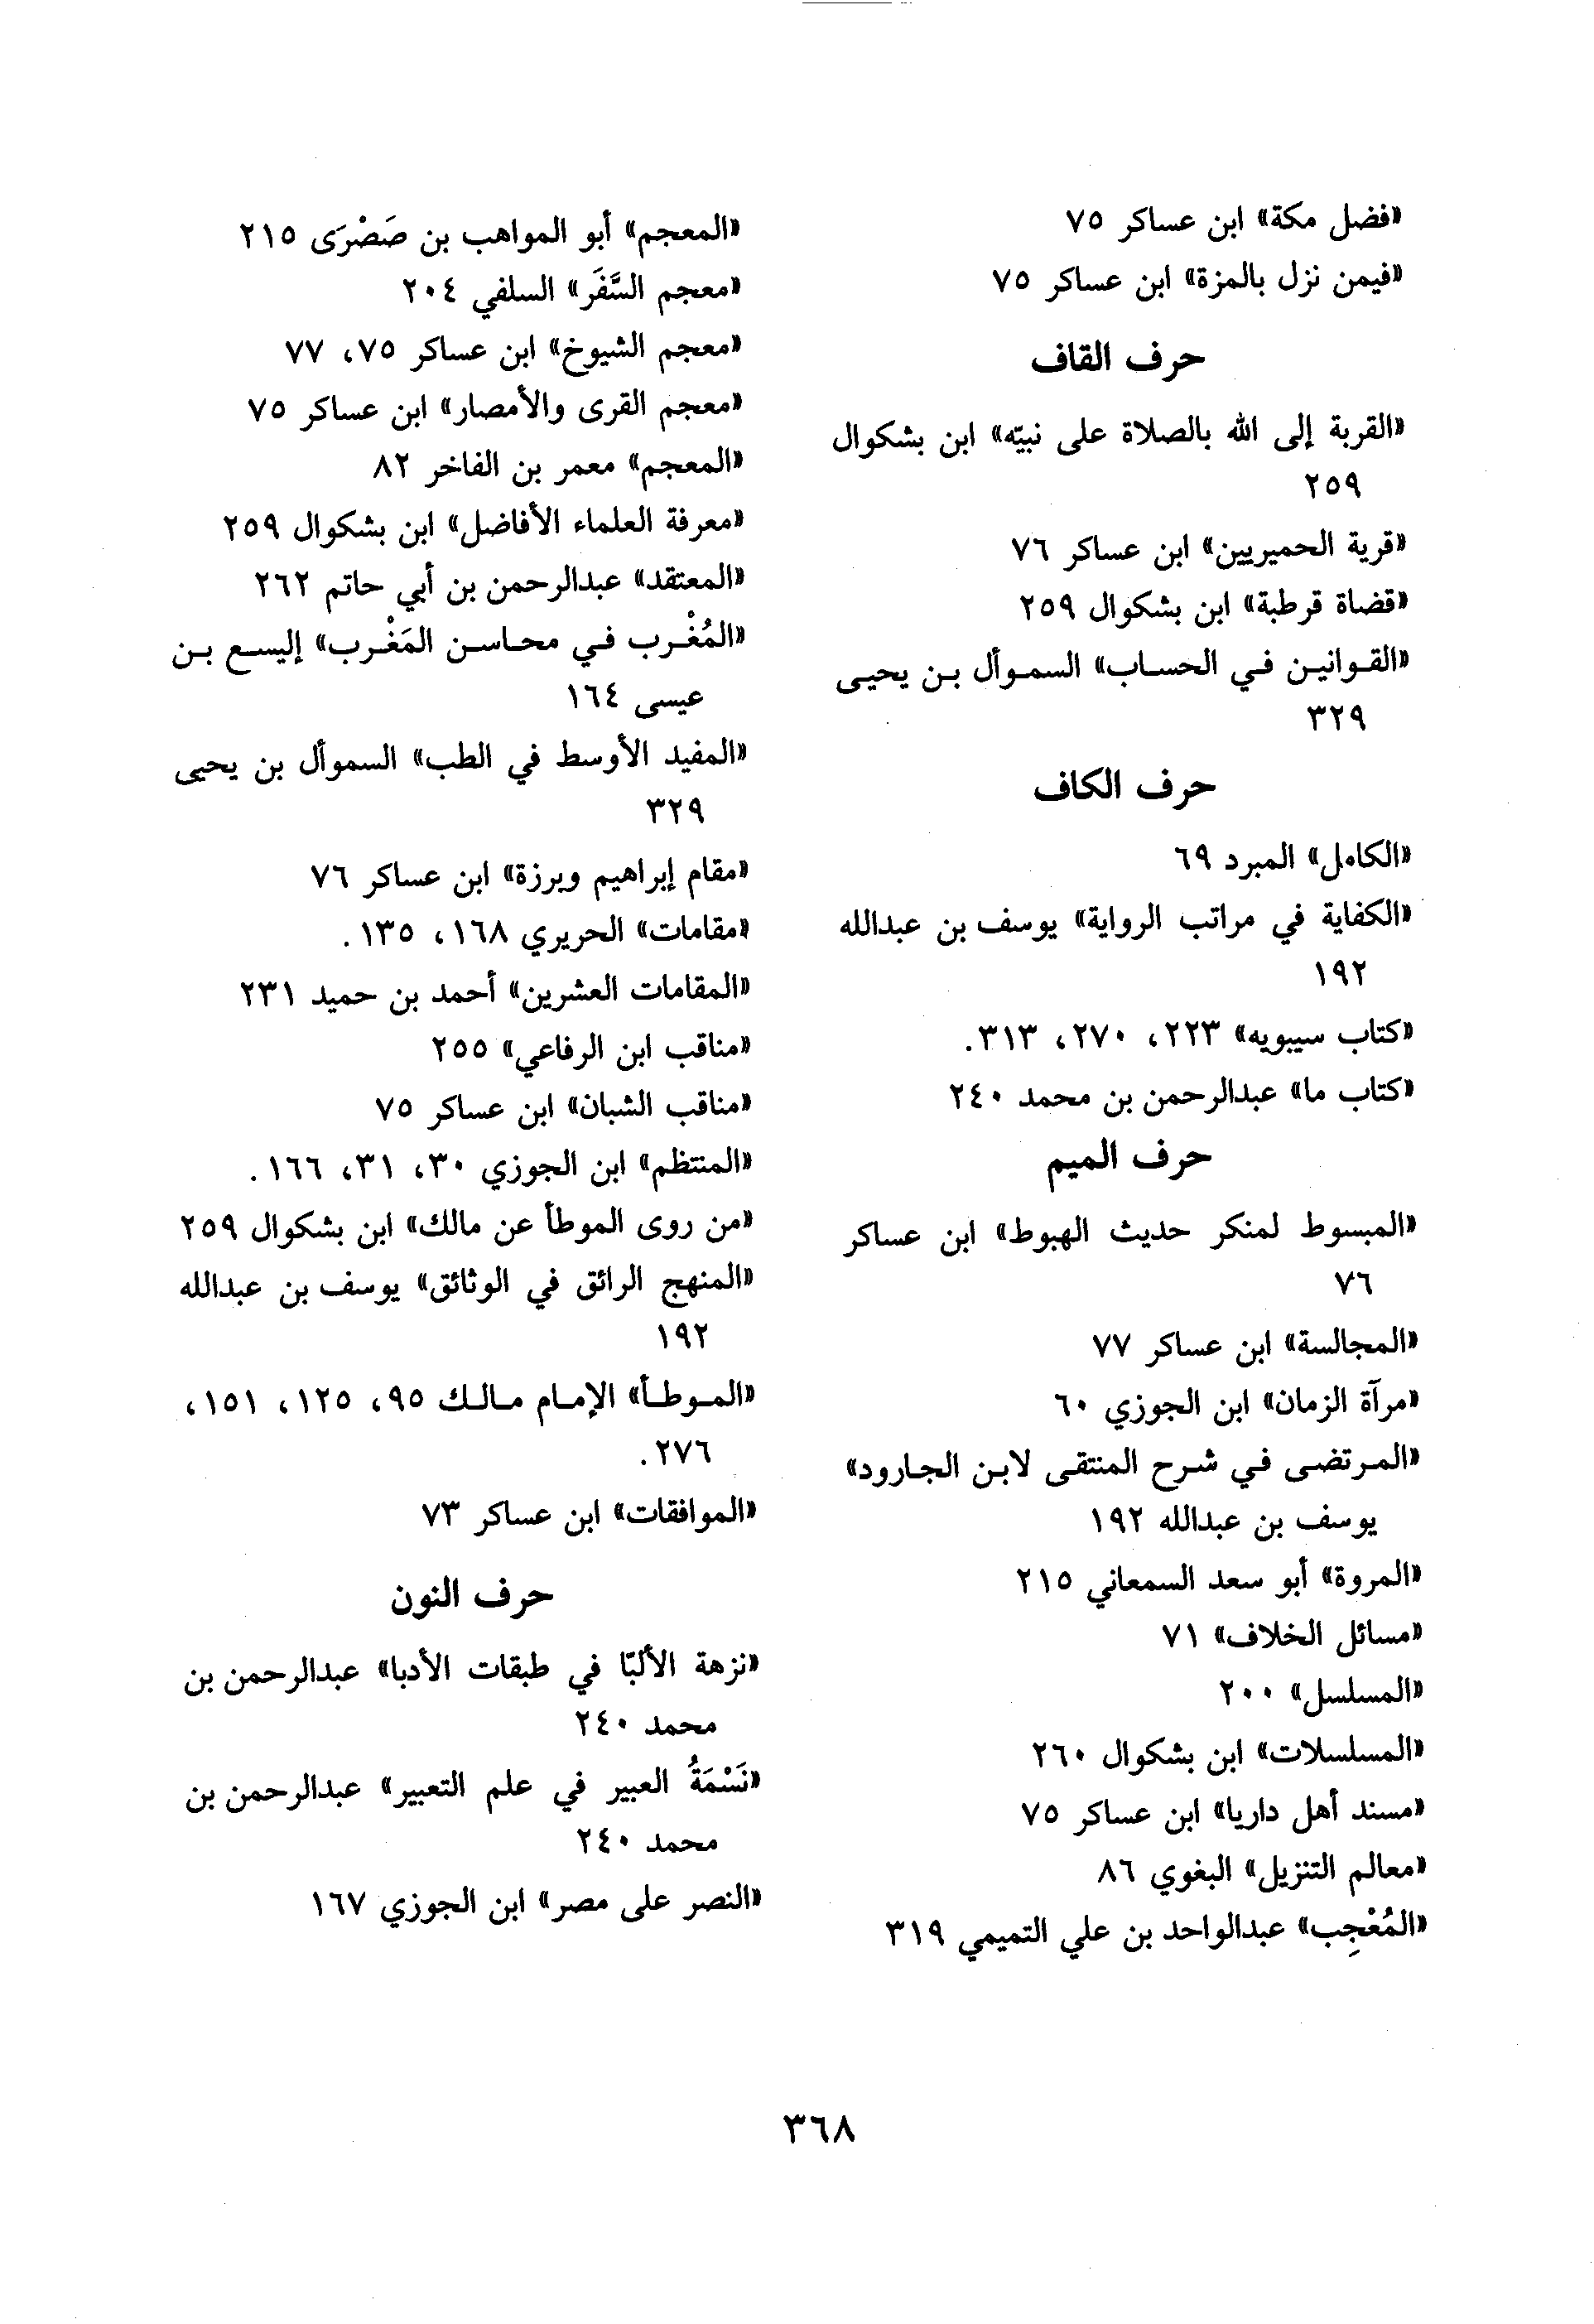 «فضل مكة» ابن عساكر ٧٥
«فيمن نزل بالمزة» ابن عساكر ٧٥
حرف القاف
«القربة إلى الله بالصلاة على نبيّه» ابن بشكوال
٢٥٩
«قرية الحميريين» ابن عساكر ٧٦
«قضاة قرطبة» ابن بشكوال ٢٥٩
«القوانين في الحساب» السموأل بن يحيى
٣٢٩
حرف الكاف
«الكامل» المبرد ٦٩
«الكفاية في مراتب الرواية» يوسف بن عبدالله
١٩٢
«كتاب سيبويه» ٢٢٣، ٢٧٠، ٣١٣.
«كتاب ما» عبدالرحمن بن محمد ٢٤٠
حرف الميم
«المبسوط لمنكر حديث الهبوط» ابن عساكر
٧٦
«المجالسة» ابن عساكر ٧٧
«مرآة الزمان» ابن الجوزي ٦٠
«المرتضى في شرح المنتقى لابن الجارود»
يوسف بن عبدالله ١٩٢
«المروة» أبو سعد السمعاني ٢١٥
«مسائل الخلاف» ٧١
«المسلسل» ٢٠٠
«المسلسلات» ابن بشكوال ٢٦٠
«مسند أهل داريا» ابن عساكر ٧٥
«معالم التنزيل» البغوي ٨٦
«المُعْجِب» عبدالواحد بن علي التميمي ٣١٩
«المعجم» أبو المواهب بن صَصْرَى ٢١٥
«معجم السَّفَر» السلفي ٢٠٤
«معجم الشيوخ» ابن عساكر ٧٥، ٧٧
«معجم القرى والأمصار» ابن عساكر ٧٥
«المعجم» معمر بن الفاخر ٨٢
«معرفة العلماء الأفاضل» ابن بشكوال ٢٥٩
«المعتقد» عبدالرحمن بن أبي حاتم ٢٦٢
«المُغْرب في محاسن المَغْرب» إليسع بن
عيسى ١٦٤
«المفيد الأوسط في الطب» السموأل بن يحيى
٣٢٩
«مقام إبراهيم وبرزة» ابن عساكر ٧٦
«مقامات» الحريري ١٦٨، ١٣٥.
«المقامات العشرين» أحمد بن حميد ٢٣١
«مناقب ابن الرفاعي» ٢٥٥
«مناقب الشبان» ابن عساكر ٧٥
«المنتظم» ابن الجوزي ٣٠، ٣١، ١٦٦.
«من روى الموطأ عن مالك» ابن بشكوال ٢٥٩
«المنهج الرائق في الوثائق» يوسف بن عبدالله
١٩٢
«الموطأ» الإمام مالك ٩٥، ١٢٥، ١٥١،
٢٧٦.
«الموافقات» ابن عساكر ٧٣
حرف النون
«نزهة الألبّا في طبقات الأدبا» عبدالرحمن بن
محمد ٢٤٠
«نَسْمَةُ العبير في علم التعبير» عبدالرحمن بن
محمد ٢٤٠
«النصر على مصر» ابن الجوزي ١٦٧
٣٦٨